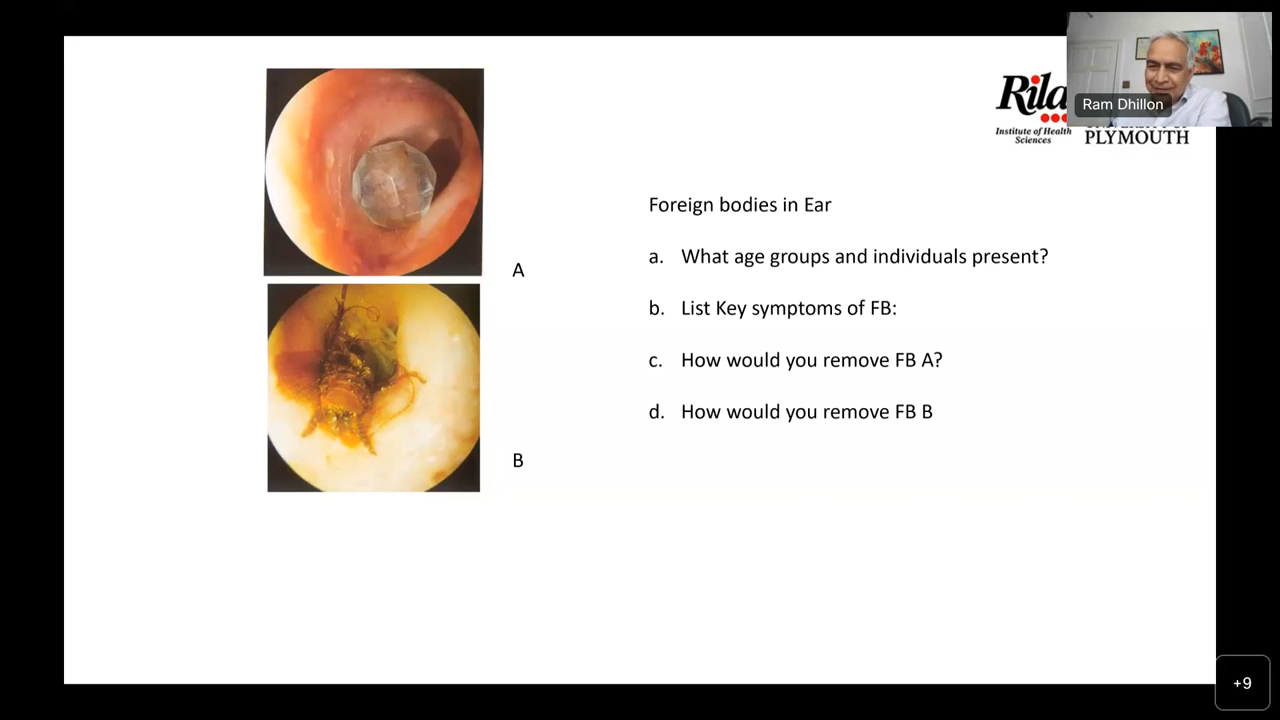 Rila
Institute of Health
Sciences
PLYMOUTH
Ram Dhillon
Foreign bodies in Ear
a. What age groups and individuals present?
b. List Key symptoms of FB:
c. How would you remove FB A?
d. How would you remove FB B
A
B
+9